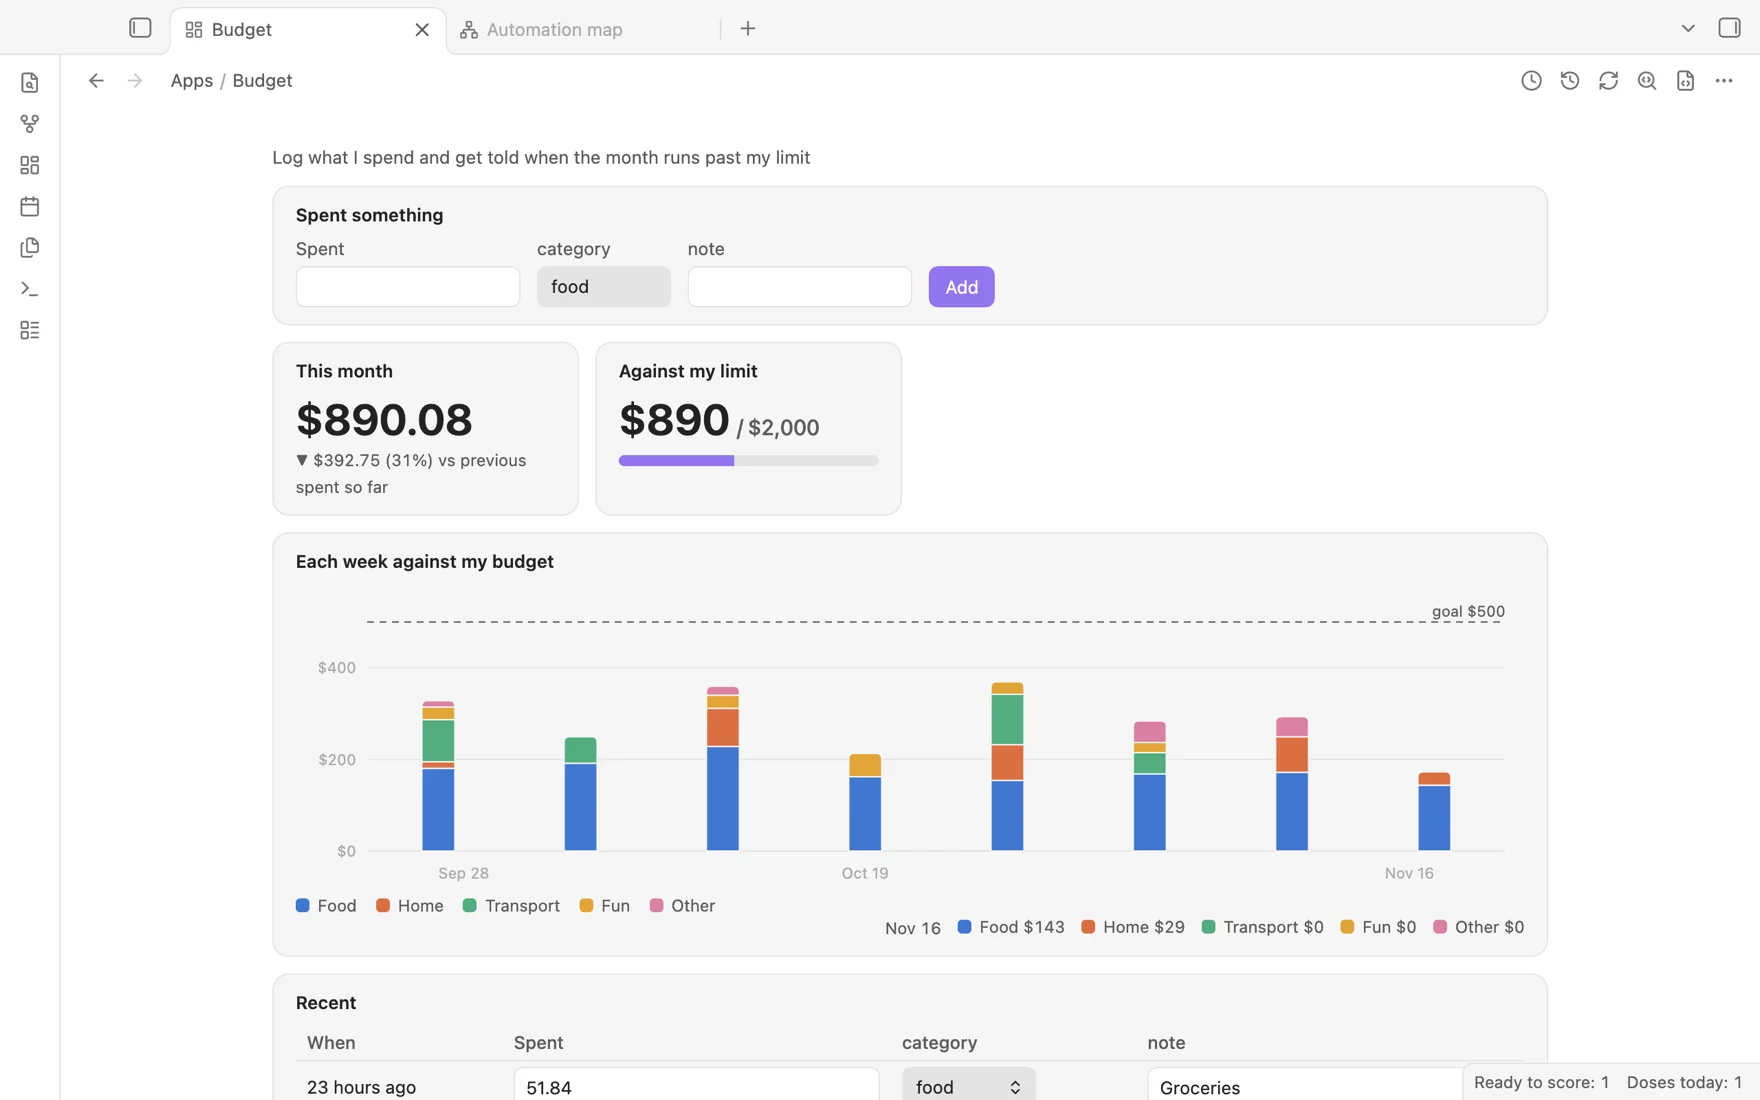 Budget
Automation map
Apps / Budget
Log what I spend and get told when the month runs past my limit
Spent something
Spent category note
food
Add
This month
$890.08
▼ $392.75 (31%) vs previous
spent so far
Against my limit
$890 / $2,000
Each week against my budget
goal $500
$400
$200
$0
Sep 28 Oct 19 Nov 16
Food Home Transport Fun Other
Nov 16 Food $143 Home $29 Transport $0 Fun $0 Other $0
Recent
When Spent category note
23 hours ago 51.84 food Groceries
Ready to score: 1 Doses today: 1